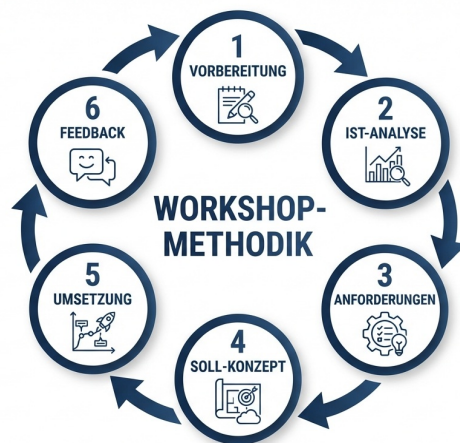 1
VORBEREITUNG
2
IST-ANALYSE
3
ANFORDERUNGEN
4
SOLL-KONZEPT
5
UMSETZUNG
6
FEEDBACK
WORKSHOP-
METHODIK